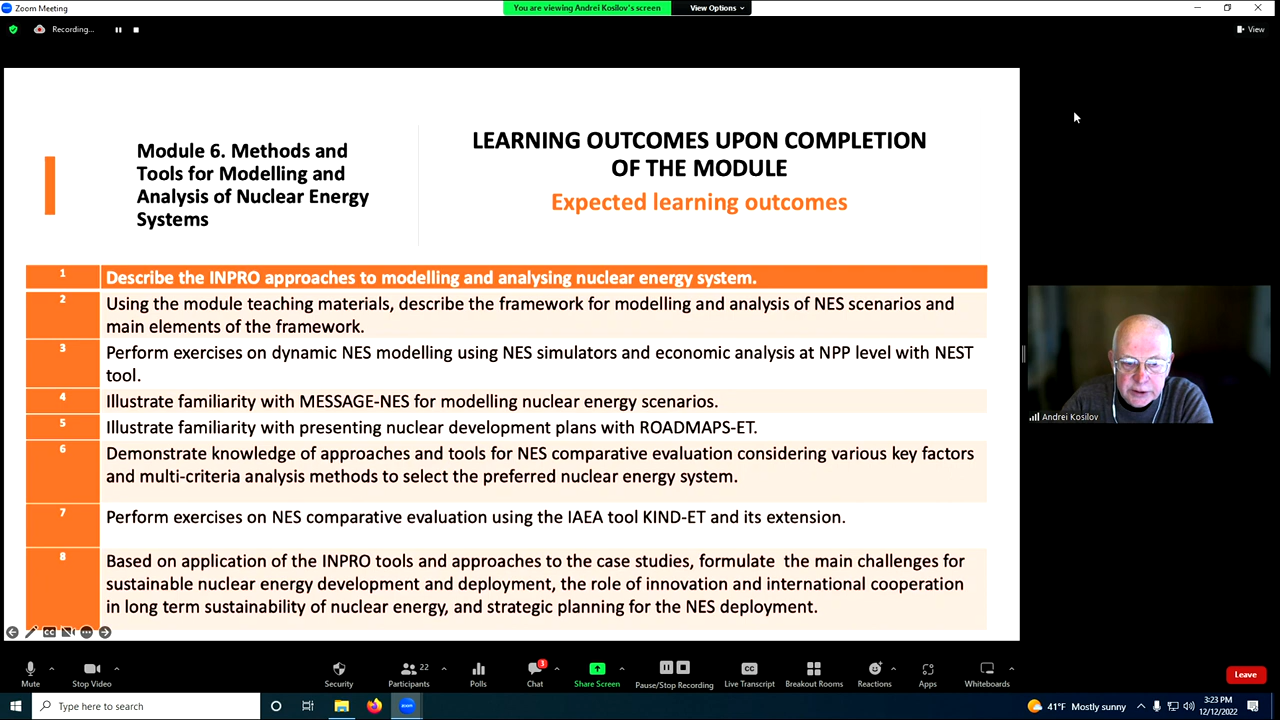 Zoom Meeting
You are viewing Andrei Kosilov's screen
View Options
Recording...
View
Module 6. Methods and
Tools for Modelling and
Analysis of Nuclear Energy
Systems
LEARNING OUTCOMES UPON COMPLETION
OF THE MODULE
Expected learning outcomes
1
Describe the INPRO approaches to modelling and analysing nuclear energy system.
2
Using the module teaching materials, describe the framework for modelling and analysis of NES scenarios and
main elements of the framework.
3
Perform exercises on dynamic NES modelling using NES simulators and economic analysis at NPP level with NEST
tool.
4
Illustrate familiarity with MESSAGE-NES for modelling nuclear energy scenarios.
5
Illustrate familiarity with presenting nuclear development plans with ROADMAPS-ET.
6
Demonstrate knowledge of approaches and tools for NES comparative evaluation considering various key factors
and multi-criteria analysis methods to select the preferred nuclear energy system.
7
Perform exercises on NES comparative evaluation using the IAEA tool KIND-ET and its extension.
8
Based on application of the INPRO tools and approaches to the case studies, formulate the main challenges for
sustainable nuclear energy development and deployment, the role of innovation and international cooperation
in long term sustainability of nuclear energy, and strategic planning for the NES deployment.
Andrei Kosilov
CC
Mute
Stop Video
Security
22
Participants
Polls
3
Chat
Share Screen
Pause/Stop Recording
CC
Live Transcript
Breakout Rooms
Reactions
Apps
Whiteboards
Leave
Type here to search
zoom
41°F Mostly sunny
3:23 PM
12/12/2022